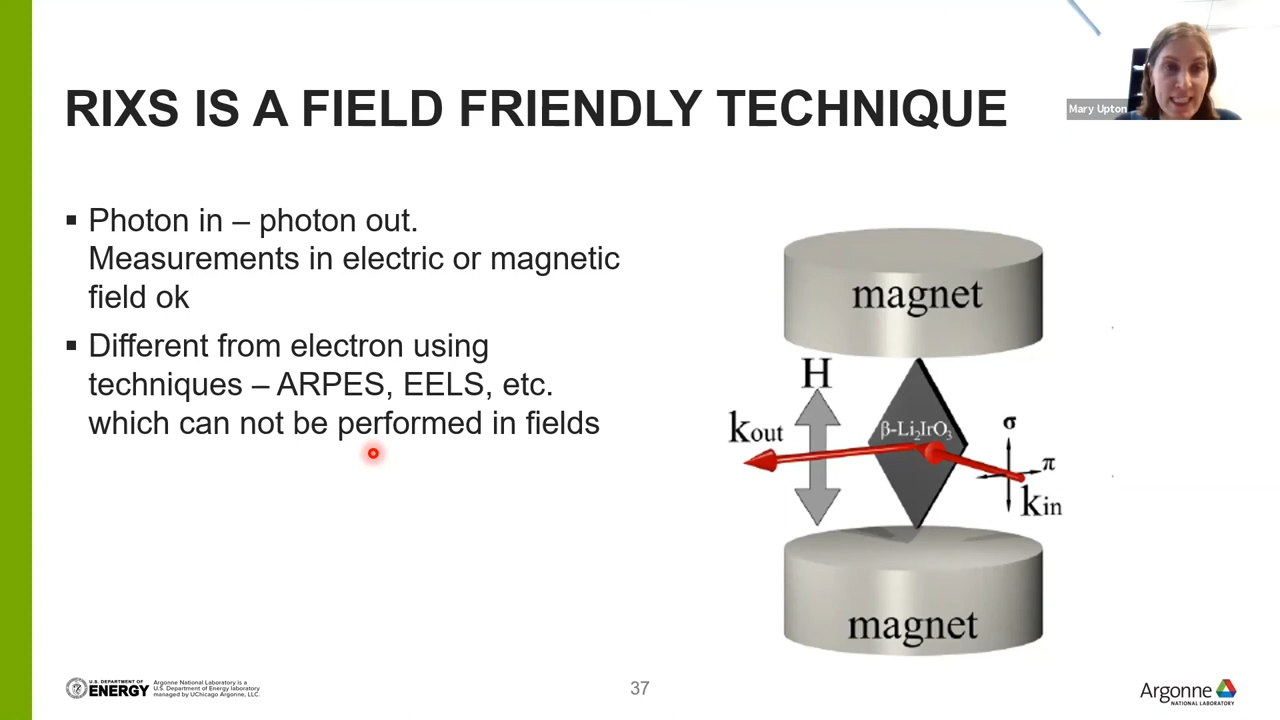 Mary Upton
RIXS IS A FIELD FRIENDLY TECHNIQUE
▪ Photon in – photon out.
Measurements in electric or magnetic
field ok
▪ Different from electron using
techniques – ARPES, EELS, etc.
which can not be performed in fields
magnet
H
kout
β-Li2IrO3
σ
π
kin
magnet
U.S. DEPARTMENT OF
ENERGY
Argonne National Laboratory is a
U.S. Department of Energy laboratory
managed by UChicago Argonne, LLC.
37
Argonne
NATIONAL LABORATORY